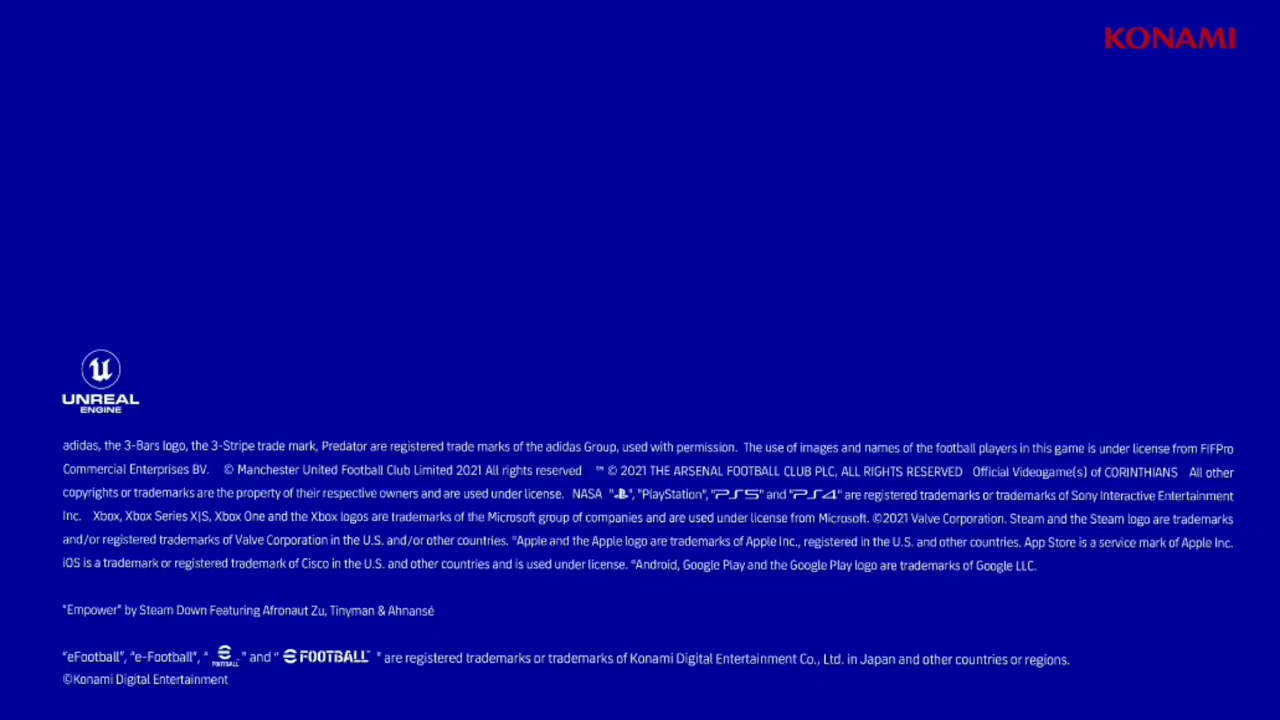 KONAMI
UNREAL
ENGINE
adidas, the 3-Bars logo, the 3-Stripe trade mark, Predator are registered trade marks of the adidas Group, used with permission. The use of images and names of the football players in this game is under license from FIFPro
Commercial Enterprises BV. © Manchester United Football Club Limited 2021 All rights reserved ™ © 2021 THE ARSENAL FOOTBALL CLUB PLC, ALL RIGHTS RESERVED Official Videogame(s) of CORINTHIANS All other
copyrights or trademarks are the property of their respective owners and are used under license. NASA "PS", "PlayStation", "PS5" and "PS4" are registered trademarks or trademarks of Sony Interactive Entertainment
Inc. Xbox, Xbox Series X|S, Xbox One and the Xbox logos are trademarks of the Microsoft group of companies and are used under license from Microsoft. ©2021 Valve Corporation. Steam and the Steam logo are trademarks
and/or registered trademarks of Valve Corporation in the U.S. and/or other countries. *Apple and the Apple logo are trademarks of Apple Inc., registered in the U.S. and other countries. App Store is a service mark of Apple Inc.
iOS is a trademark or registered trademark of Cisco in the U.S. and other countries and is used under license. *Android, Google Play and the Google Play logo are trademarks of Google LLC.
"Empower" by Steam Down Featuring Afronaut Zu, Tinyman & Ahnansé
"eFootball", "e-Football", "e FOOTBALL" and "eFOOTBALL™" are registered trademarks or trademarks of Konami Digital Entertainment Co., Ltd. in Japan and other countries or regions.
©Konami Digital Entertainment